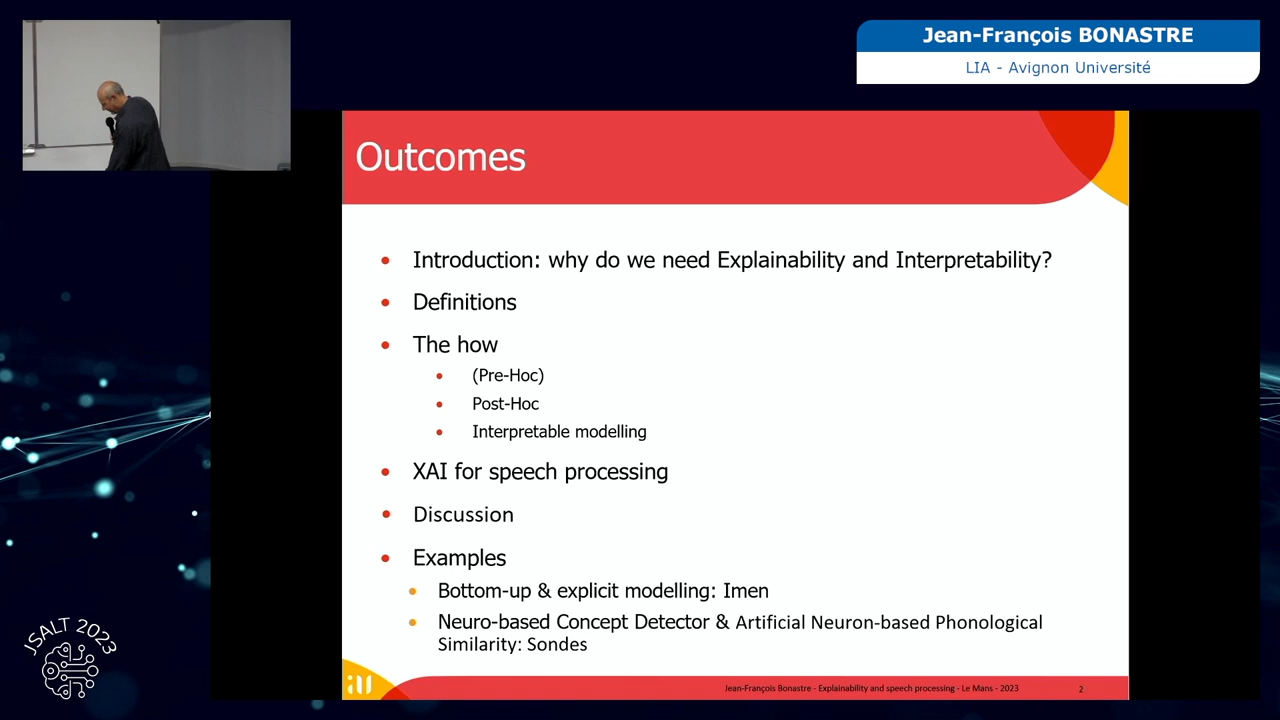 Jean-François BONASTRE
LIA - Avignon Université
Outcomes
Introduction: why do we need Explainability and Interpretability?
Definitions
The how
(Pre-Hoc)
Post-Hoc
Interpretable modelling
XAI for speech processing
Discussion
Examples
Bottom-up & explicit modelling: Imen
Neuro-based Concept Detector & Artificial Neuron-based Phonological
Similarity: Sondes
Jean-François Bonastre - Explainability and speech processing - Le Mans - 2023
2
JSALT 2023